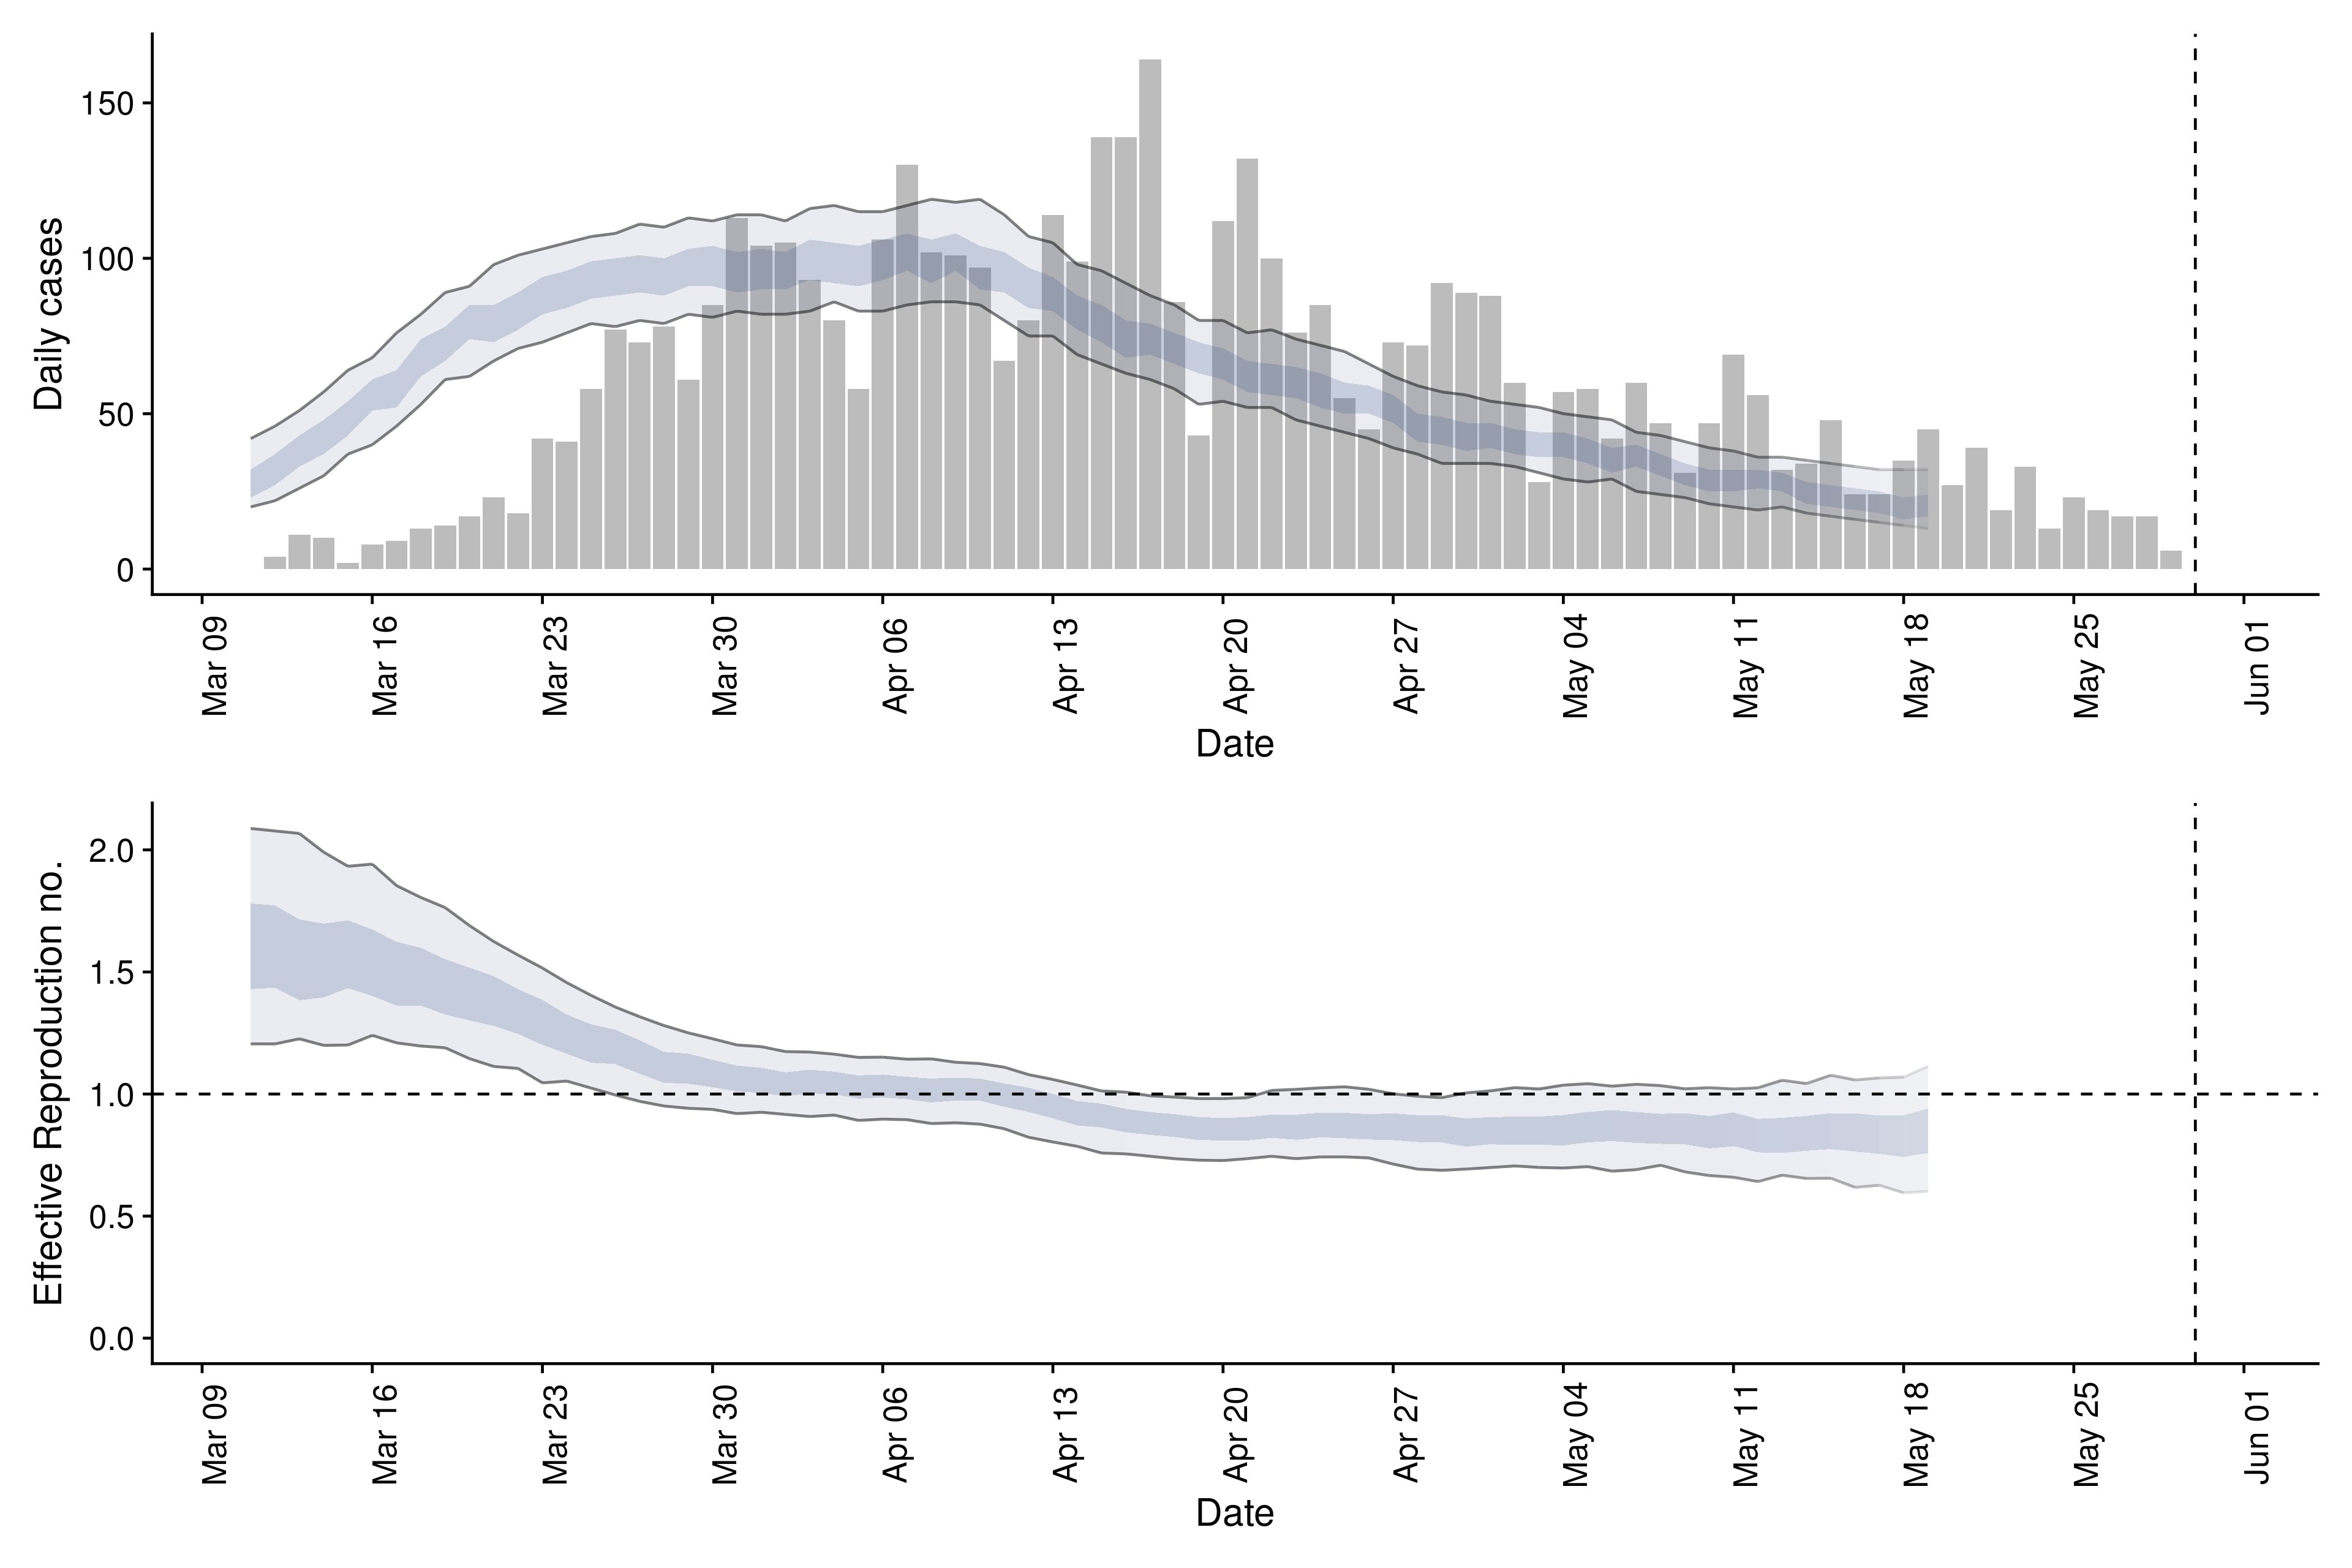 Daily cases
150
100
50
0
Mar 09
Mar 16
Mar 23
Mar 30
Apr 06
Apr 13
Apr 20
Apr 27
May 04
May 11
May 18
May 25
Jun 01
Date
Effective Reproduction no.
2.0
1.5
1.0
0.5
0.0
Mar 09
Mar 16
Mar 23
Mar 30
Apr 06
Apr 13
Apr 20
Apr 27
May 04
May 11
May 18
May 25
Jun 01
Date